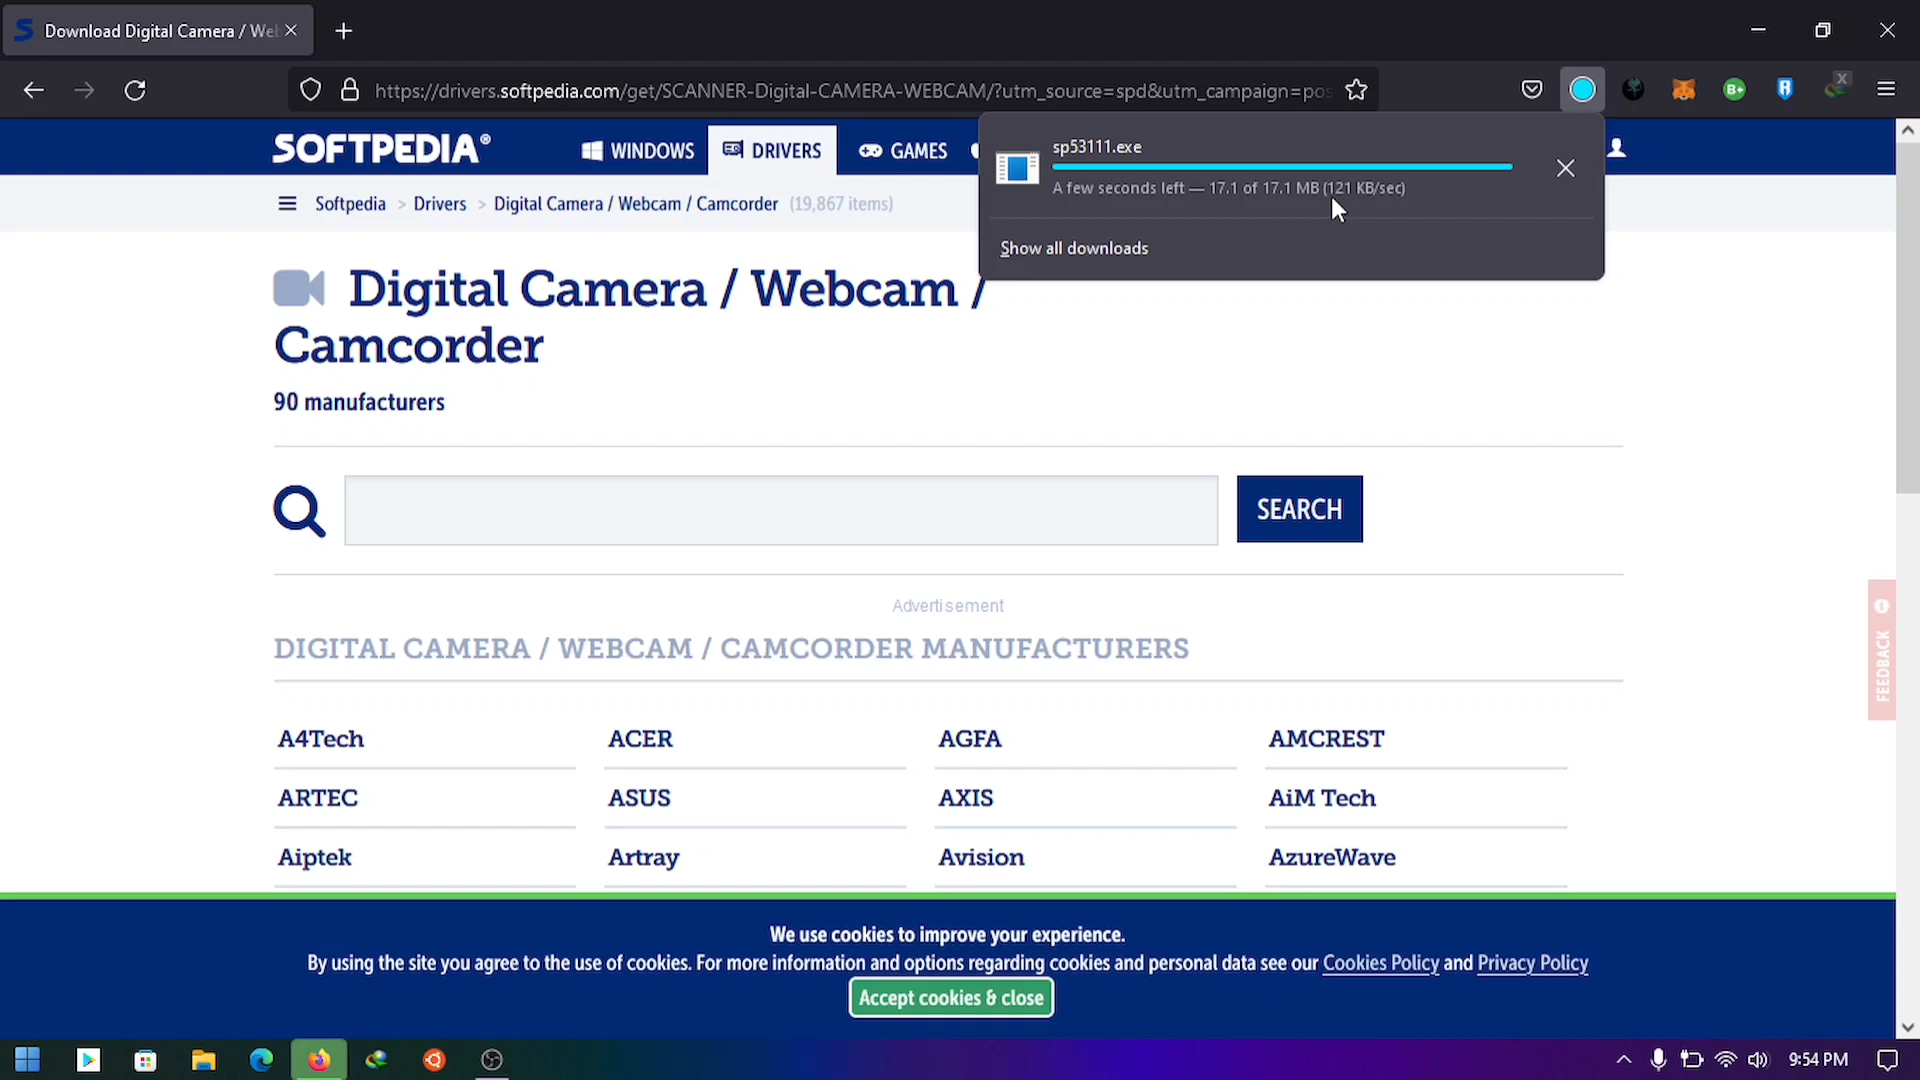 Download Digital Camera / We
https://drivers.softpedia.com/get/SCANNER-Digital-CAMERA-WEBCAM/?utm_source=spd&utm_campaign=pos
SOFTPEDIA®
WINDOWS
DRIVERS
GAMES
sp53111.exe
A few seconds left — 17.1 of 17.1 MB (121 KB/sec)
Show all downloads
Softpedia > Drivers > Digital Camera / Webcam / Camcorder (19,867 items)
Digital Camera / Webcam /
Camcorder
90 manufacturers
SEARCH
Advertisement
DIGITAL CAMERA / WEBCAM / CAMCORDER MANUFACTURERS
A4Tech ACER AGFA AMCREST
ARTEC ASUS AXIS AiM Tech
Aiptek Artray Avision AzureWave
FEEDBACK
We use cookies to improve your experience.
By using the site you agree to the use of cookies. For more information and options regarding cookies and personal data see our Cookies Policy and Privacy Policy
Accept cookies & close
9:54 PM